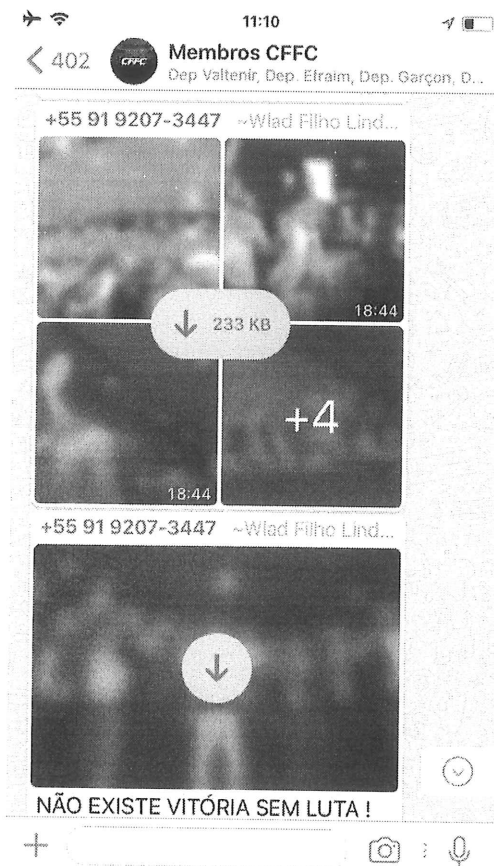 11:10
402
CFFC
Membros CFFC
Dep Valtenir, Dep. Efraim, Dep. Garçon, D...
+55 91 9207-3447 ~Wlad Filho Lind...
18:44
233 KB
18:44
+4
+55 91 9207-3447 ~Wlad Filho Lind...
NÃO EXISTE VITÓRIA SEM LUTA !